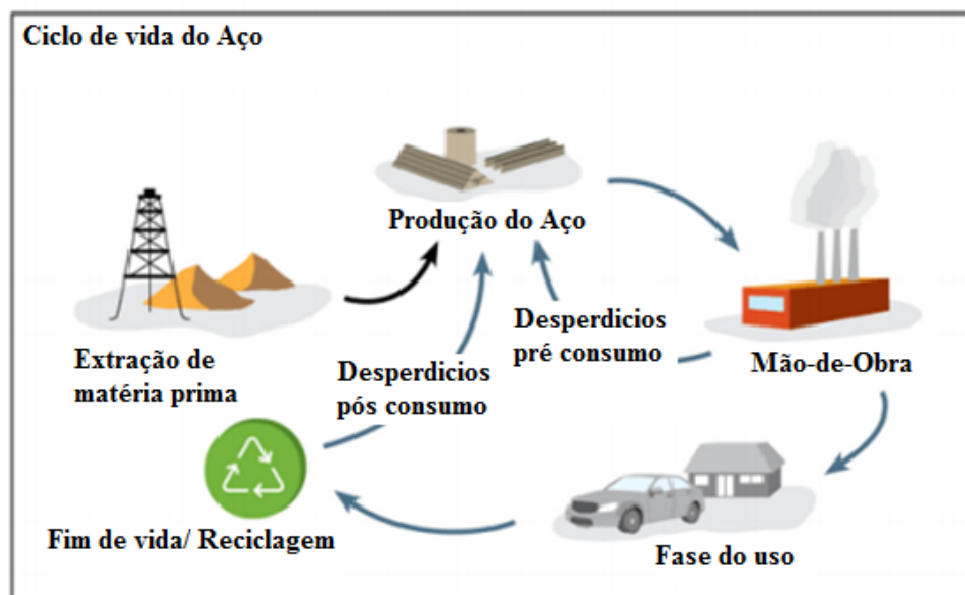 Ciclo de vida do Aço
Produção do Aço
Extração de
matéria prima
Desperdicios
pós consumo
Desperdicios
pré consumo
Mão-de-Obra
Fim de vida/ Reciclagem
Fase do uso